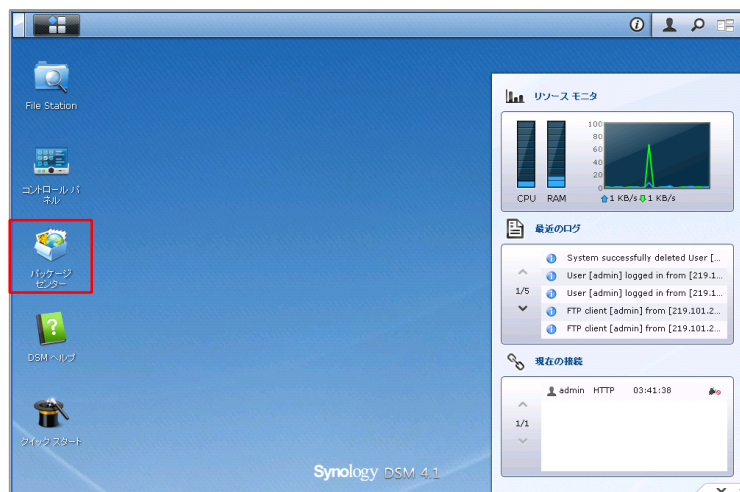 File Station
コントロール パ
ネル
パッケージ
センター
DSM ヘルプ
クイック スタート
Synology DSM 4.1
リソース モニタ
100
80
60
40
20
0
CPU RAM 1 KB/s 1 KB/s
最近のログ
System successfully deleted User [...
User [admin] logged in from [219.1...
1/5
User [admin] logged in from [219.1...
FTP client [admin] from [219.101.2...
FTP client [admin] from [219.101.2...
現在の接続
admin HTTP 03:41:38
1/1